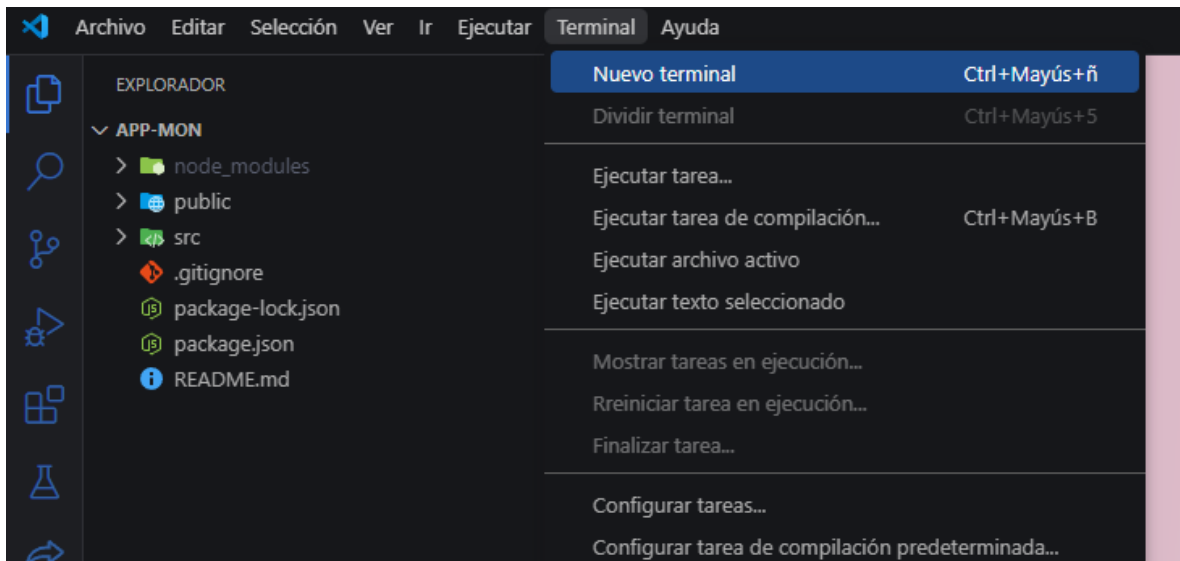 Archivo Editar Selección Ver Ir Ejecutar Terminal Ayuda
EXPLORADOR
APP-MON
node_modules
public
src
.gitignore
package-lock.json
package.json
README.md
Nuevo terminal Ctrl+Mayús+ñ
Dividir terminal Ctrl+Mayús+5
Ejecutar tarea...
Ejecutar tarea de compilación... Ctrl+Mayús+B
Ejecutar archivo activo
Ejecutar texto seleccionado
Mostrar tareas en ejecución...
Rreiniciar tarea en ejecución...
Finalizar tarea...
Configurar tareas...
Configurar tarea de compilación predeterminada...